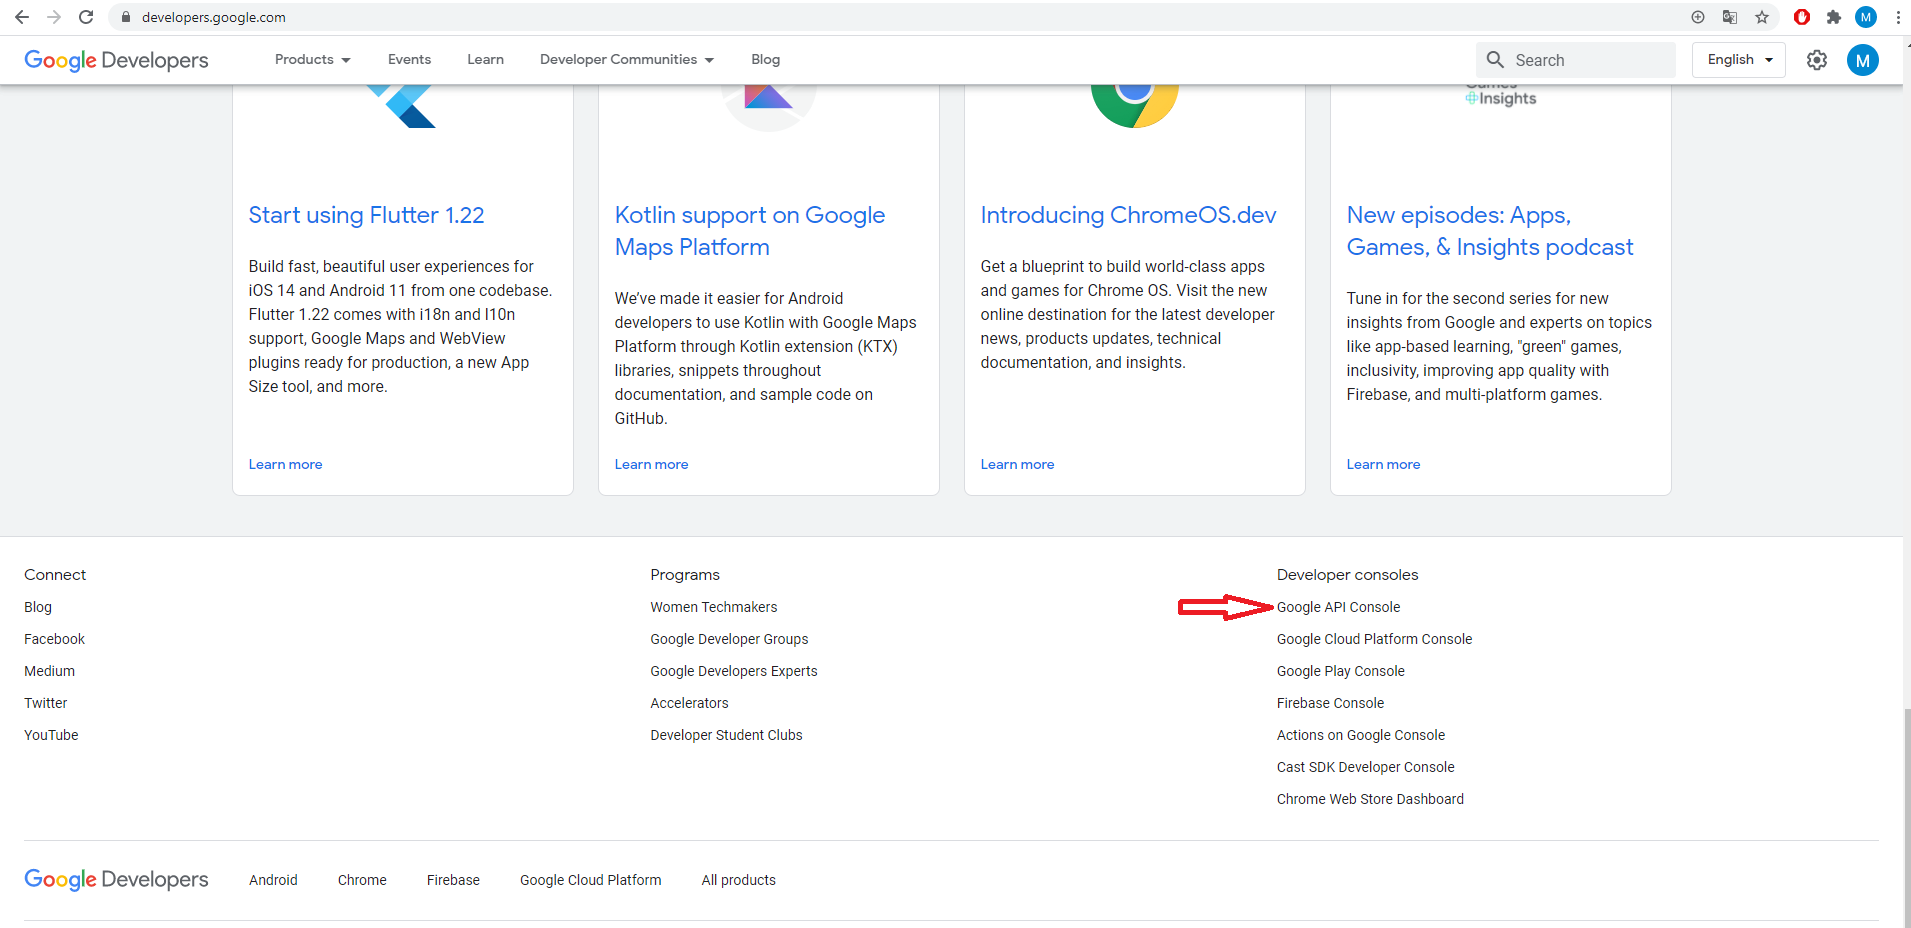 developers.google.com
M
Google Developers
Products
Events
Learn
Developer Communities
Blog
Search
English
M
Games
Insights
Start using Flutter 1.22
Build fast, beautiful user experiences for
iOS 14 and Android 11 from one codebase.
Flutter 1.22 comes with i18n and l10n
support, Google Maps and WebView
plugins ready for production, a new App
Size tool, and more.
Learn more
Kotlin support on Google
Maps Platform
We’ve made it easier for Android
developers to use Kotlin with Google Maps
Platform through Kotlin extension (KTX)
libraries, snippets throughout
documentation, and sample code on
GitHub.
Learn more
Introducing ChromeOS.dev
Get a blueprint to build world-class apps
and games for Chrome OS. Visit the new
online destination for the latest developer
news, products updates, technical
documentation, and insights.
Learn more
New episodes: Apps,
Games, & Insights podcast
Tune in for the second series for new
insights from Google and experts on topics
like app-based learning, "green" games,
inclusivity, improving app quality with
Firebase, and multi-platform games.
Learn more
Connect
Blog
Facebook
Medium
Twitter
YouTube
Programs
Women Techmakers
Google Developer Groups
Google Developers Experts
Accelerators
Developer Student Clubs
Developer consoles
Google API Console
Google Cloud Platform Console
Google Play Console
Firebase Console
Actions on Google Console
Cast SDK Developer Console
Chrome Web Store Dashboard
Google Developers
Android
Chrome
Firebase
Google Cloud Platform
All products